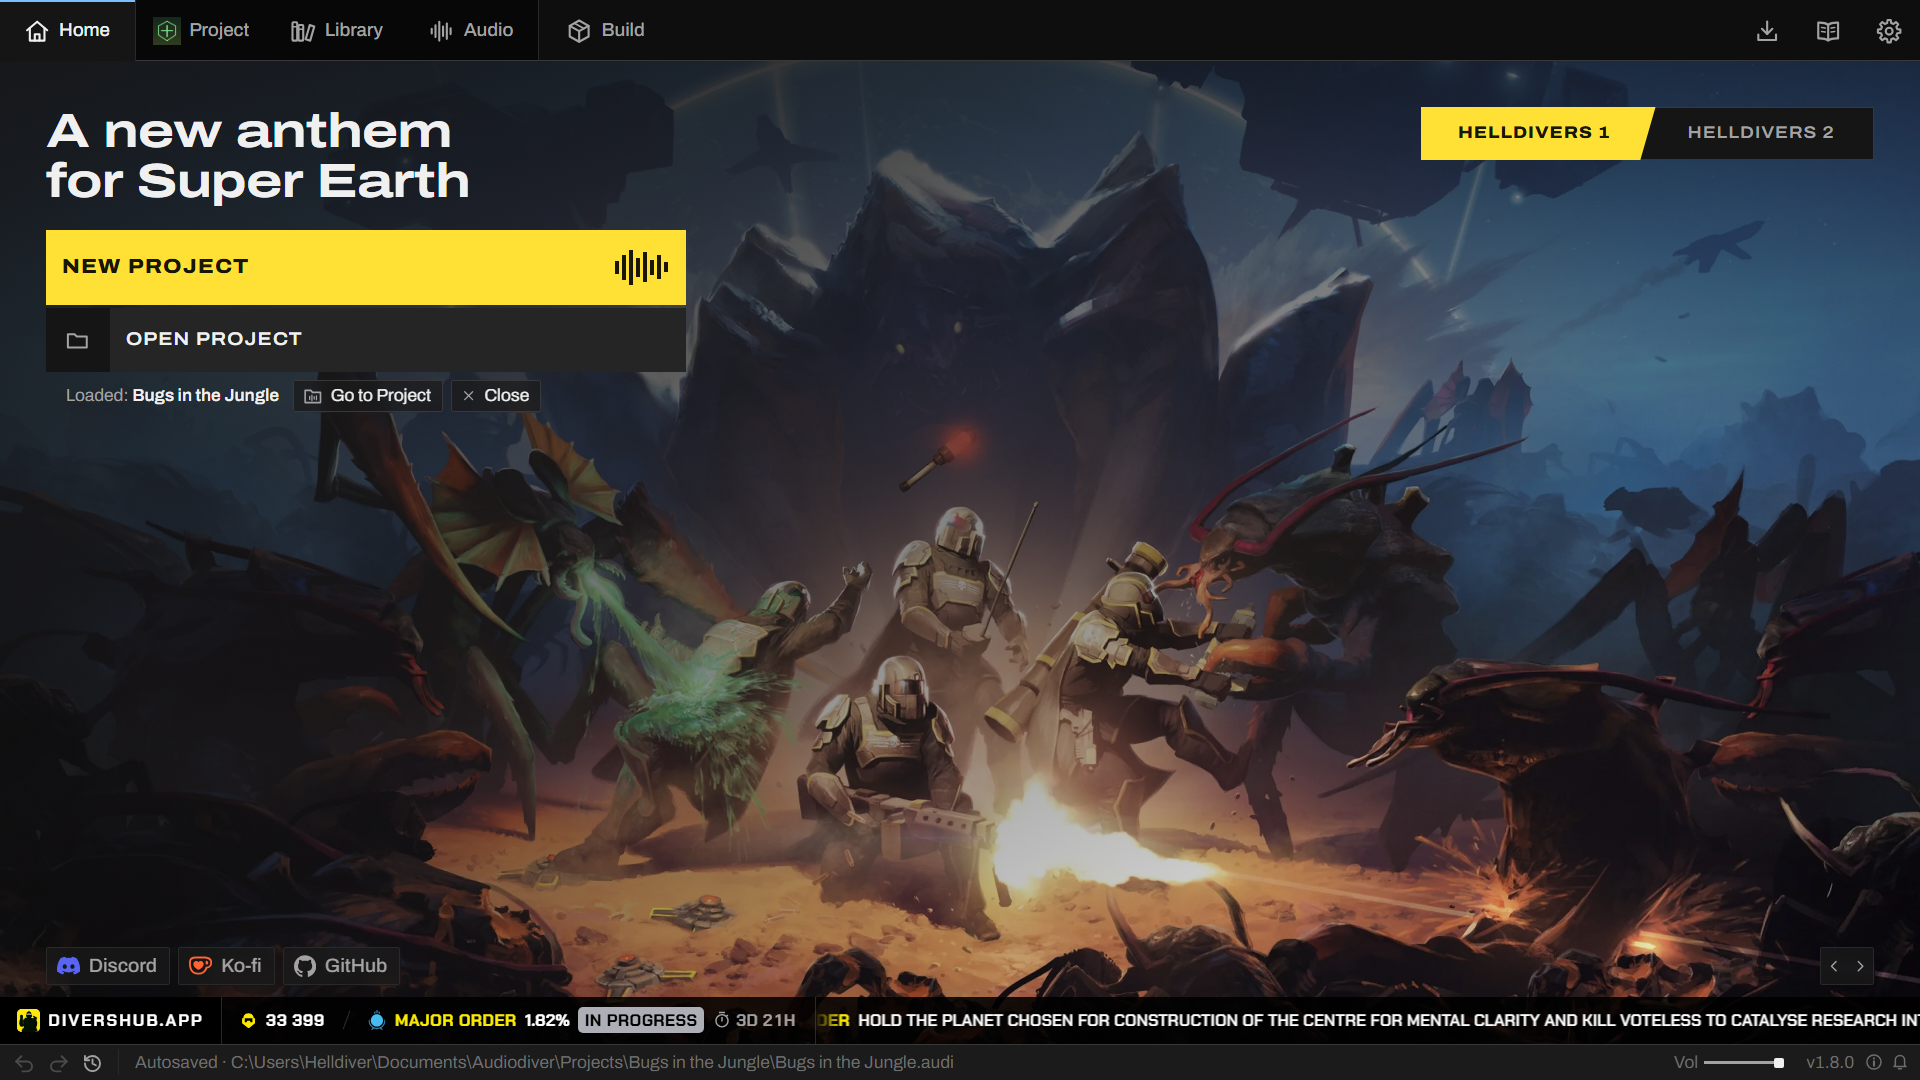 Home
Project
Library
Audio
Build
A new anthem
for Super Earth
HELLDIVERS 1
HELLDIVERS 2
NEW PROJECT
OPEN PROJECT
Loaded: Bugs in the Jungle
Go to Project
Close
Discord
Ko-fi
GitHub
DIVERSHUB.APP
33 399
MAJOR ORDER 1.82% IN PROGRESS
3D 21H
DER HOLD THE PLANET CHOSEN FOR CONSTRUCTION OF THE CENTRE FOR MENTAL CLARITY AND KILL VOTELESS TO CATALYSE RESEARCH IN
Autosaved · C:\Users\Helldiver\Documents\Audiodiver\Projects\Bugs in the Jungle\Bugs in the Jungle.audi
Vol
v1.8.0